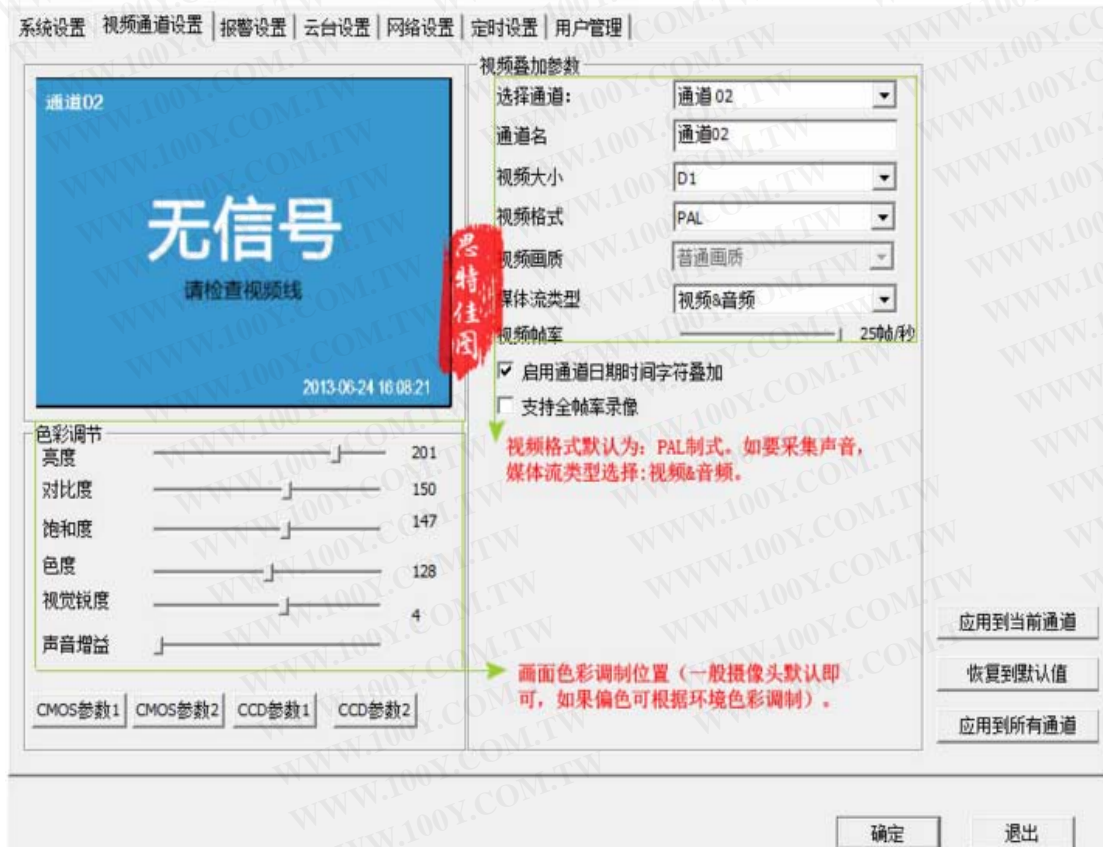 系统设置 视频通道设置 报警设置 云台设置 网络设置 定时设置 用户管理
通道02
无信号
请检查视频线
2013-06-24 16:08:21
视频叠加参数
选择通道: 通道 02
通道名 通道02
视频大小 D1
视频格式 PAL
视频画质 普通画质
媒体流类型 视频&音频
视频帧率 25帧/秒
启用通道日期时间字符叠加
支持全帧率录像
视频格式默认为: PAL制式。如要采集声音,
媒体流类型选择:视频&音频。
思特佳图
色彩调节
亮度 201
对比度 150
饱和度 147
色度 128
视觉锐度 4
声音增益
画面色彩调制位置(一般摄像头默认即
可,如果偏色可根据环境色彩调制)。
CMOS参数1 CMOS参数2 CCD参数1 CCD参数2
应用到当前通道
恢复到默认值
应用到所有通道
确定 退出
WWW.100Y.COM.TW